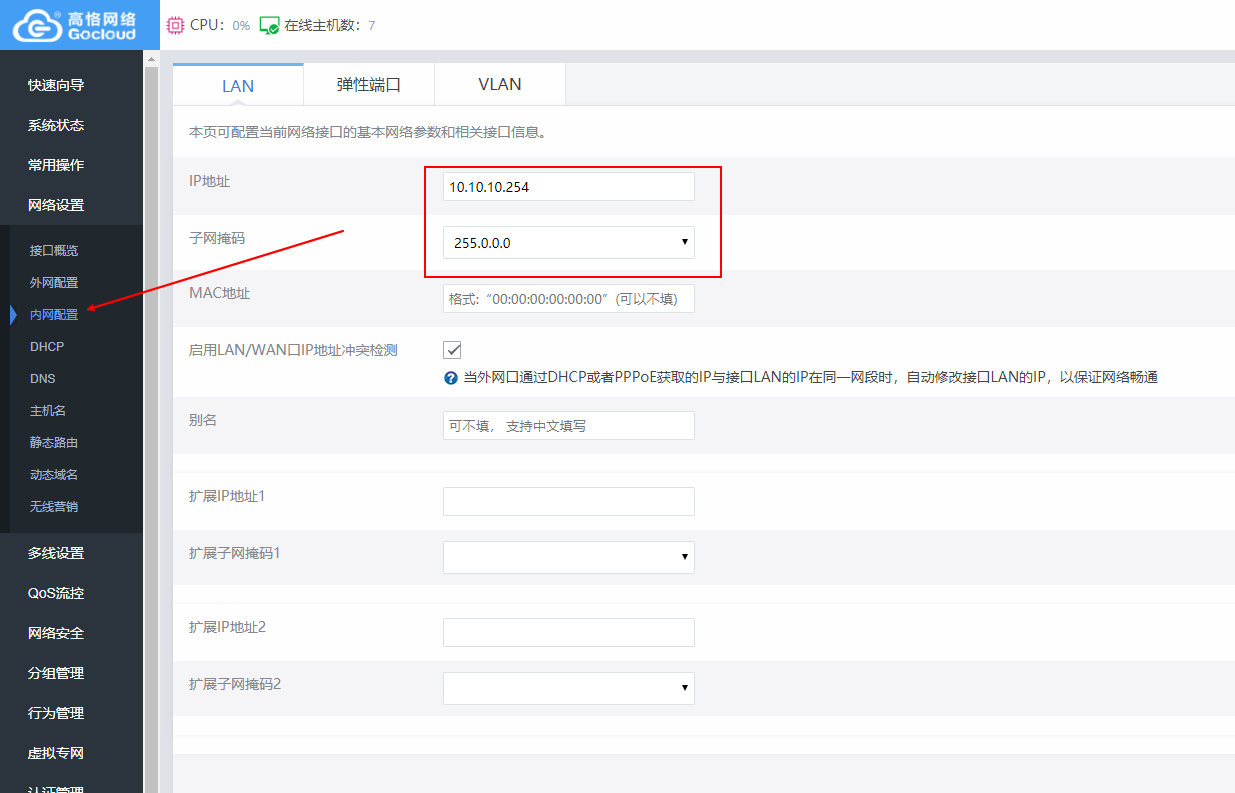 高恪网络
Gocloud
CPU: 0% 在线主机数: 7
快速向导
系统状态
常用操作
网络设置
接口概览
外网配置
内网配置
DHCP
DNS
主机名
静态路由
动态域名
无线营销
多线设置
QoS流控
网络安全
分组管理
行为管理
虚拟专网
认证管理
LAN 弹性端口 VLAN
本页可配置当前网络接口的基本网络参数和相关接口信息。
IP地址 10.10.10.254
子网掩码 255.0.0.0
MAC地址 格式:“00:00:00:00:00:00”(可以不填)
启用LAN/WAN口IP地址冲突检测
当外网口通过DHCP或者PPPoE获取的IP与接口LAN的IP在同一网段时，自动修改接口LAN的IP，以保证网络畅通
别名 可不填， 支持中文填写
扩展IP地址1
扩展子网掩码1
扩展IP地址2
扩展子网掩码2